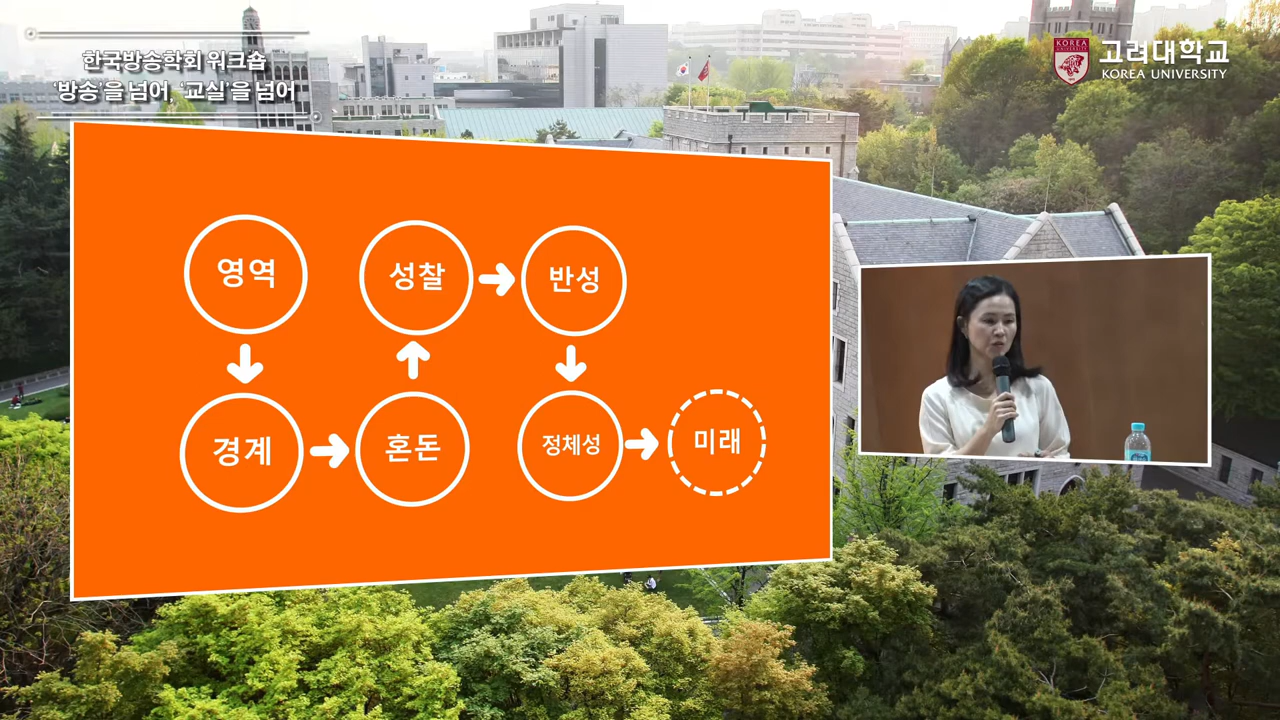 한국방송학회 워크숍
'방송'을 넘어, '교실'을 넘어
KOREA
UNIVERSITY
고려대학교
KOREA UNIVERSITY
영역
성찰
반성
경계
혼돈
정체성
미래